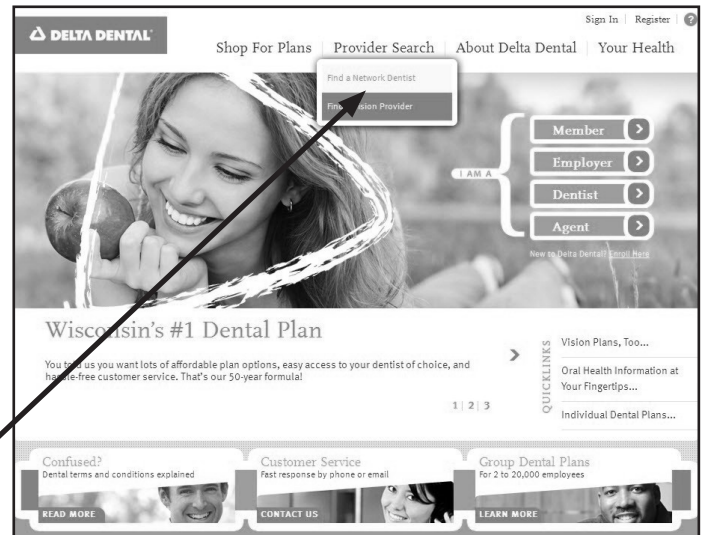 Sign In | Register ?
DELTA DENTAL®
Shop For Plans | Provider Search | About Delta Dental | Your Health
Find a Network Dentist
Vision Provider
I AM A
Member
Employer
Dentist
Agent
New to Delta Dental? Enroll Here
Wisconsin's #1 Dental Plan
You told us you want lots of affordable plan options, easy access to your dentist of choice, and
hassle-free customer service. That's our 50-year formula!
1 | 2 | 3
QUICKLINKS
Vision Plans, Too...
Oral Health Information at
Your Fingertips...
Individual Dental Plans...
Confused?
Dental terms and conditions explained
READ MORE
Customer Service
Fast response by phone or email
CONTACT US
Group Dental Plans
For 2 to 20,000 employees
LEARN MORE